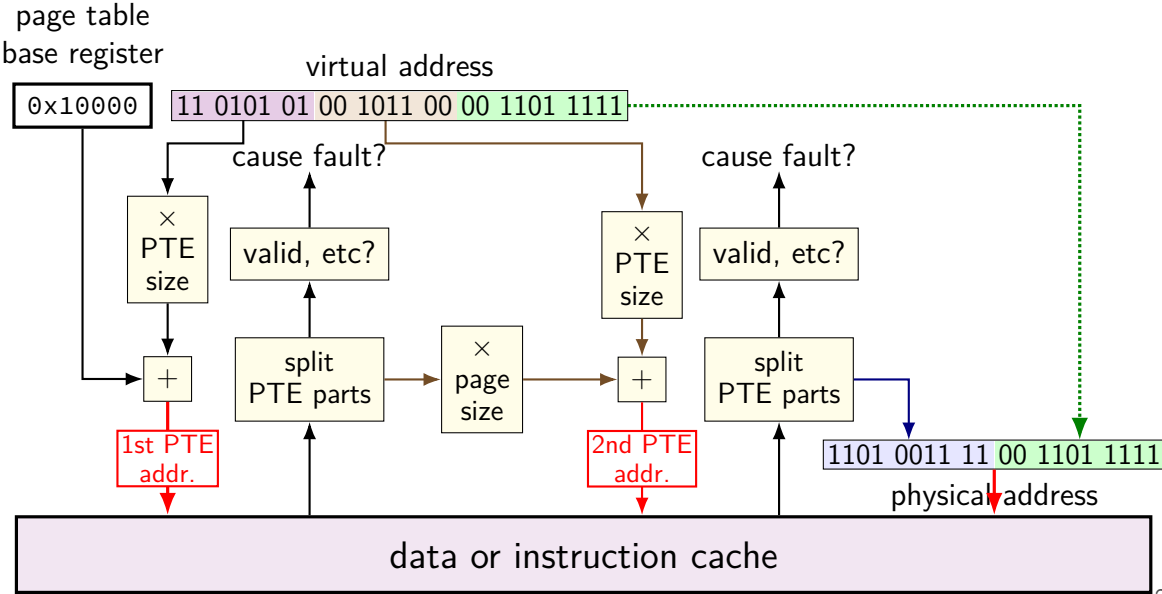 page table
base register
0x10000
virtual address
11 0101 01 00 1011 00 00 1101 1111
cause fault?
cause fault?
×
PTE
size
valid, etc?
×
PTE
size
valid, etc?
+
split
PTE parts
×
page
size
+
split
PTE parts
1st PTE
addr.
2nd PTE
addr.
1101 0011 11 00 1101 1111
physical address
data or instruction cache